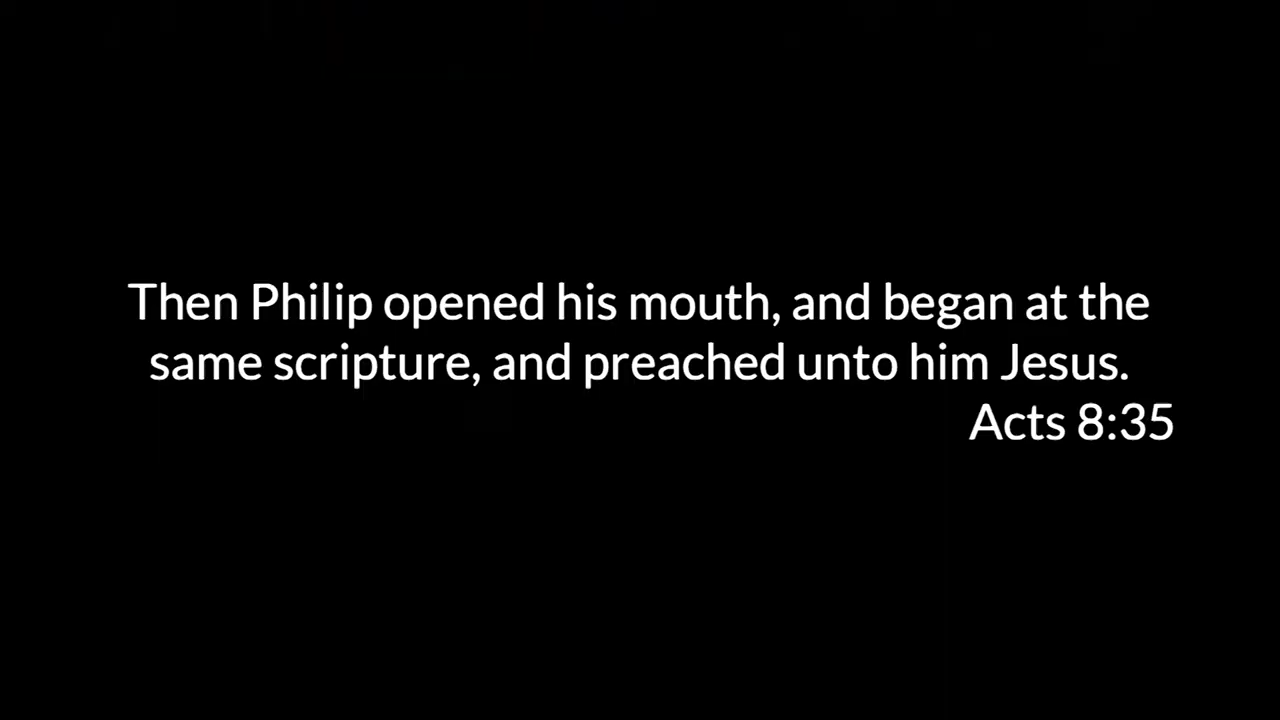 Then Philip opened his mouth, and began at the
same scripture, and preached unto him Jesus.
Acts 8:35